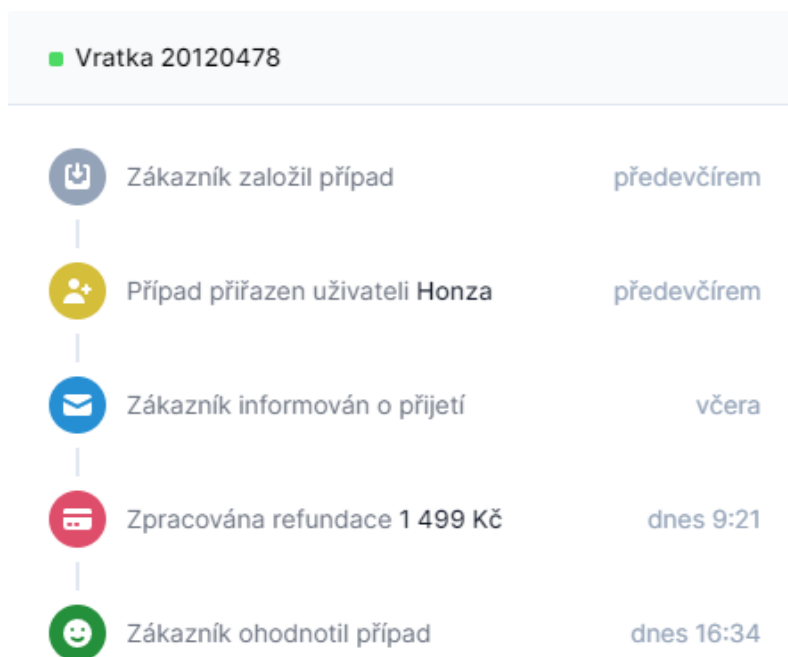 Vratka 20120478
Zákazník založil případ předevčírem
Případ přiřazen uživateli Honza předevčírem
Zákazník informován o přijetí včera
Zpracována refundace 1 499 Kč dnes 9:21
Zákazník ohodnotil případ dnes 16:34